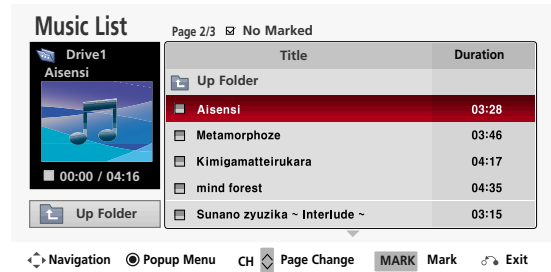 Music List
Page 2/3 ☑ No Marked
Drive1
Aisensi
00:00 / 04:16
Up Folder
Title Duration
Up Folder
Aisensi 03:28
Metamorphoze 03:46
Kimigamatteirukara 04:17
mind forest 04:35
Sunano zyuzika ~ Interlude ~ 03:15
Navigation Popup Menu CH Page Change MARK Mark Exit